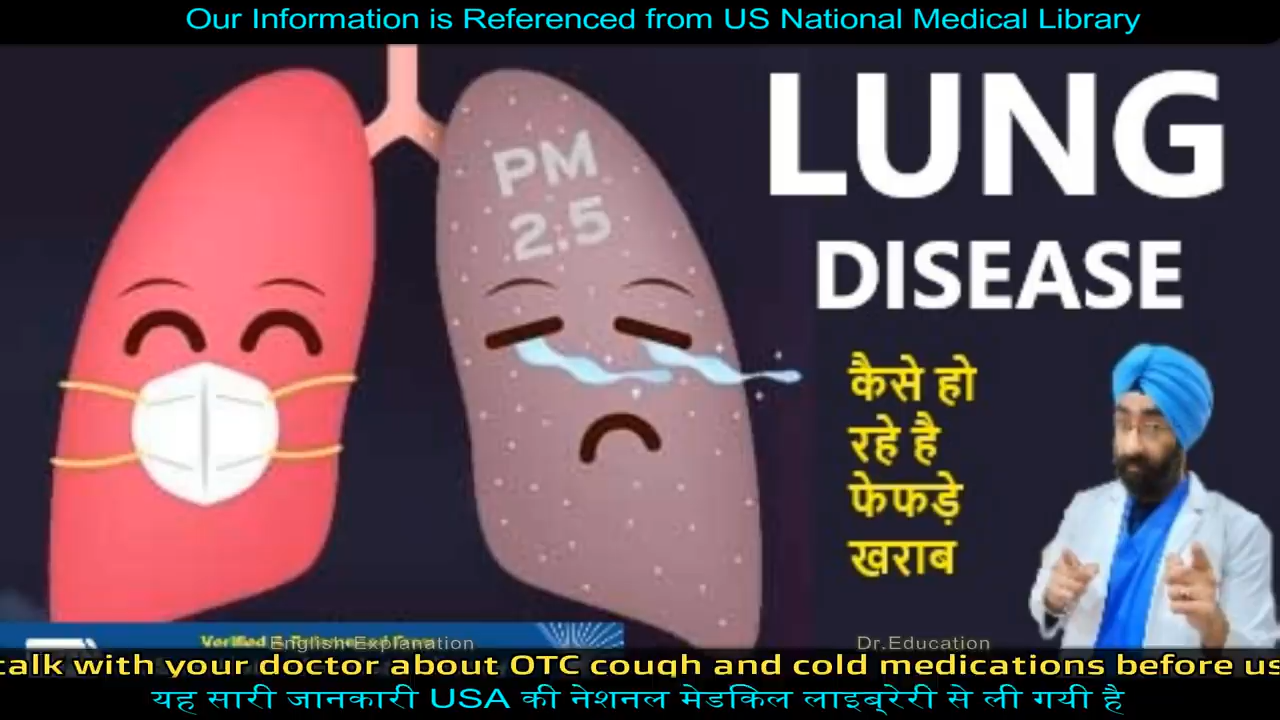 Our Information is Referenced from US National Medical Library
LUNG
DISEASE
PM
2.5
कैसे हो
रहे है
फेफड़े
खराब
English Explanation
Dr.Education
talk with your doctor about OTC cough and cold medications before us
यह सारी जानकारी USA की नेशनल मेडिकल लाइब्रेरी से ली गयी है